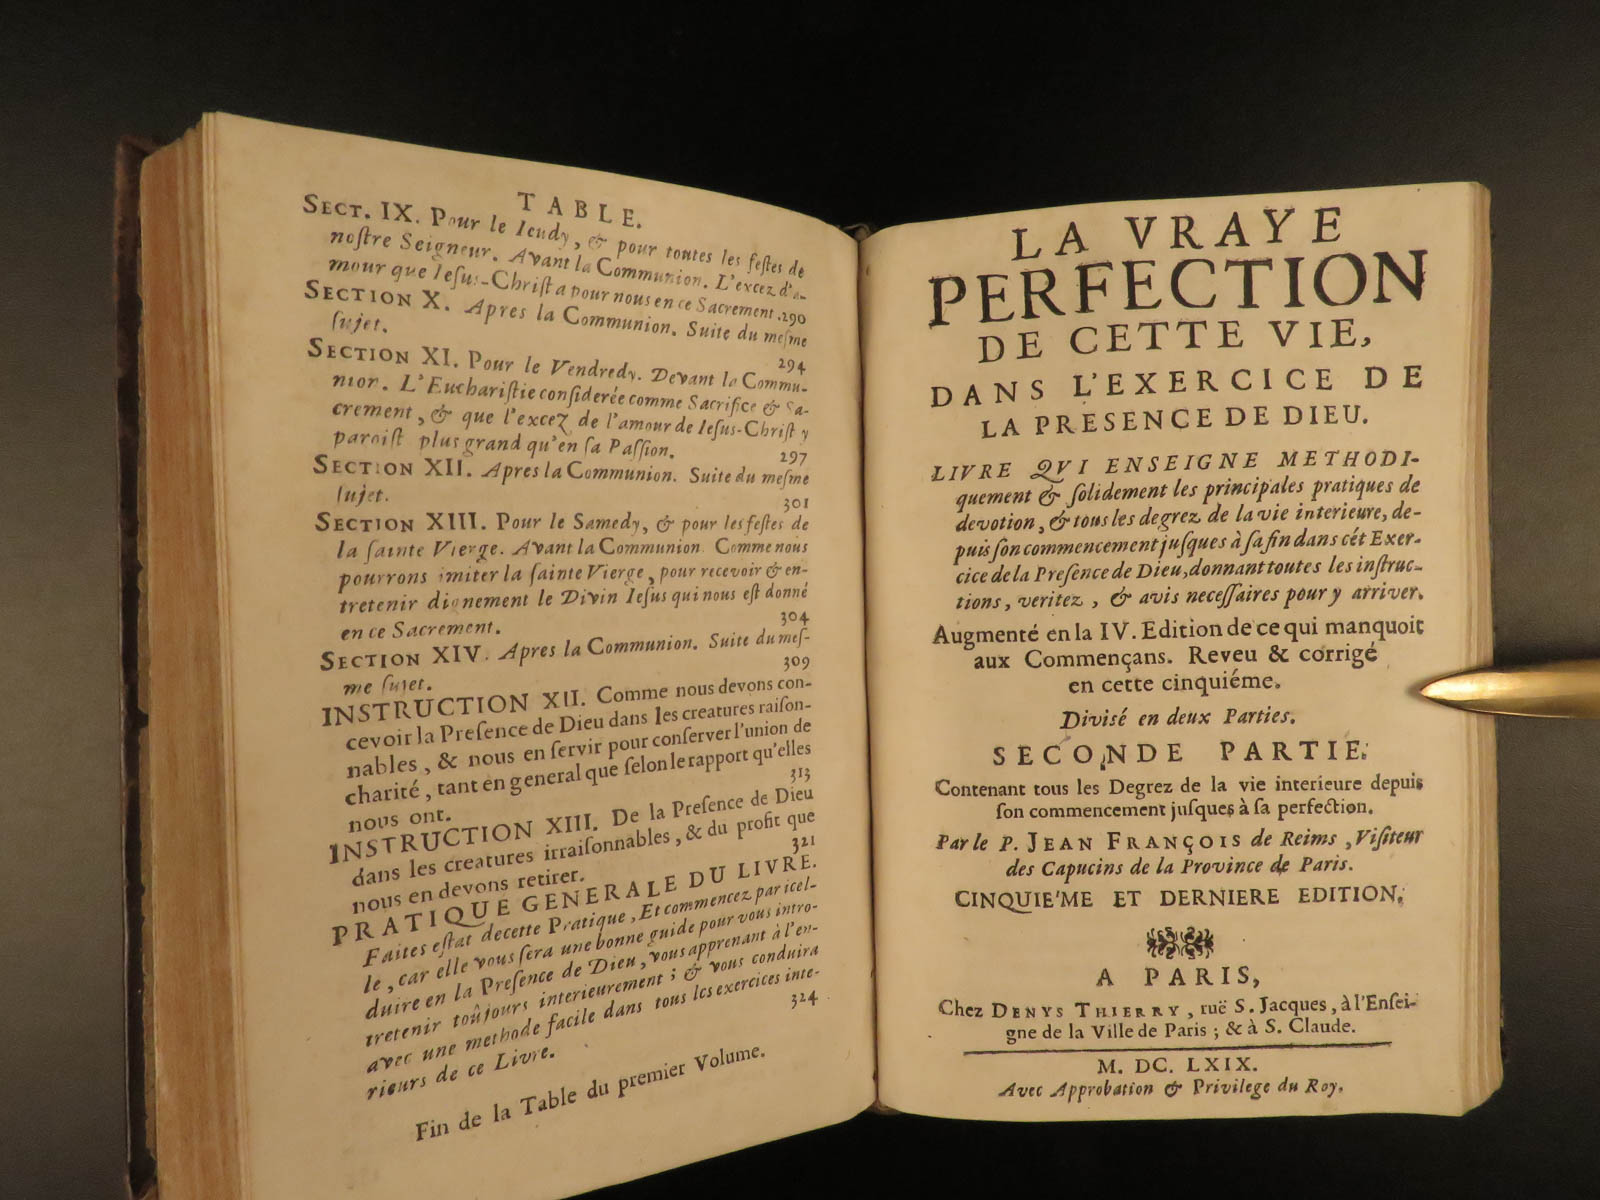 TABLE.
SECT. IX. Pour le Ieudy, & pour toutes les festes de
nostre Seigneur. Avant la Communion. L'excez d'a-
mour que Iesus-Christ a pour nous en ce Sacrement. 290
SECTION X. Apres la Communion. Suite du mesme
sujet. 294
SECTION XI. Pour le Vendredy. Devant la Commu-
nion. L'Eucharistie considerée comme Sacrifice & Sa-
crement, & que l'excez de l'amour de Iesus-Christ y
paroist plus grand qu'en sa Passion. 297
SECTION XII. Apres la Communion. Suite du mesme
sujet. 301
SECTION XIII. Pour le Samedy, & pour les festes de
la sainte Vierge. Avant la Communion. Comme nous
pourrons imiter la sainte Vierge, pour recevoir & en-
tretenir dignement le Divin Iesus qui nous est donné
en ce Sacrement. 304
SECTION XIV. Apres la Communion. Suite du mes-
me sujet. 309
INSTRUCTION XII. Comme nous devons con-
cevoir la Presence de Dieu dans les creatures raison-
nables, & nous en servir pour conserver l'union de
charité, tant en general que selon le rapport qu'elles
nous ont. 313
INSTRUCTION XIII. De la Presence de Dieu
dans les creatures irraisonnables, & du profit que
nous en devons retirer. 321
PRATIQUE GENERALE DU LIVRE.
Faites estat de cette Pratique, Et commencez par icel-
le, car elle vous sera une bonne guide pour vous intro-
duire en la Presence de Dieu, vous apprenant à l'en-
tretenir toûjours interieurement; & vous conduira
avec une methode facile dans tous les exercices inte-
rieurs de ce Livre. 324
Fin de la Table du premier Volume.
LA VRAYE
PERFECTION
DE CETTE VIE,
DANS L'EXERCICE DE
LA PRESENCE DE DIEU.
LIVRE QVI ENSEIGNE METHODI-
quement & solidement les principales pratiques de
devotion, & tous les degrez de la vie interieure, de-
puis son commencement jusques à sa fin dans cét Exer-
cice de la Presence de Dieu, donnant toutes les instruc-
tions, veritez, & avis necessaires pour y arriver.
Augmenté en la IV. Edition de ce qui manquoit
aux Commençans. Reveu & corrigé
en cette cinquiéme.
Divisé en deux Parties.
SECONDE PARTIE.
Contenant tous les Degrez de la vie interieure depuis
son commencement jusques à sa perfection.
Par le P. JEAN FRANÇOIS de Reims, Visiteur
des Capucins de la Province de Paris.
CINQUIE'ME ET DERNIERE EDITION.
A PARIS,
Chez DENYS THIERRY, ruë S. Jacques, à l'Ensei-
gne de la Ville de Paris; & à S. Claude.
M. DC. LXIX.
Avec Approbation & Privilege du Roy.